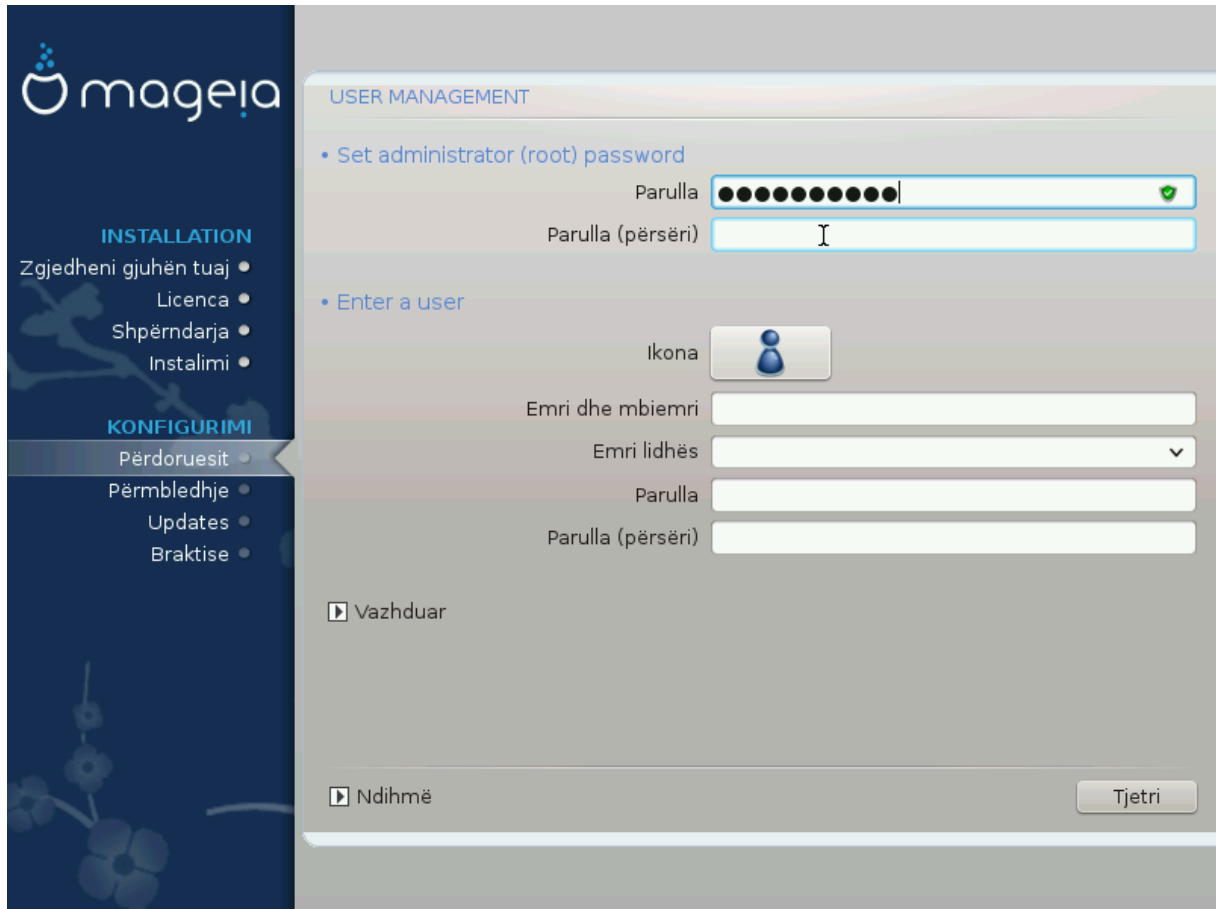 mageia
INSTALLATION
Zgjedheni gjuhën tuaj
Licenca
Shpërndarja
Instalimi
KONFIGURIMI
Përdoruesit
Përmbledhje
Updates
Braktise
USER MANAGEMENT
• Set administrator (root) password
Parulla ●●●●●●●●●●
Parulla (përsëri)
• Enter a user
Ikona
Emri dhe mbiemri
Emri lidhës
Parulla
Parulla (përsëri)
Vazhduar
Ndihmë
Tjetri